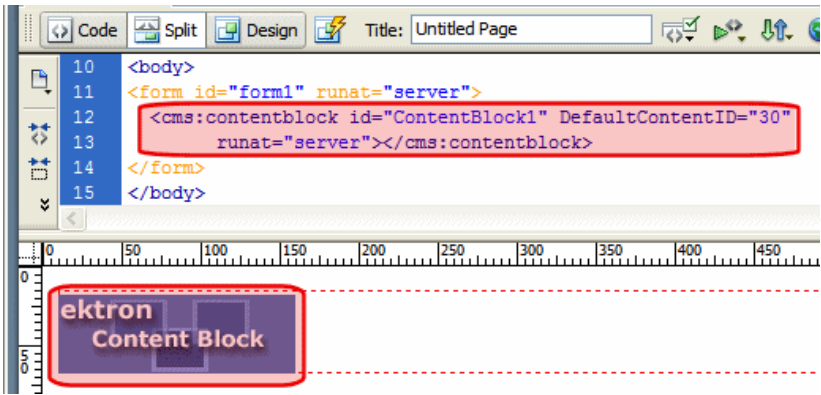 Code Split Design Title: Untitled Page
10 <body>
11 <form id="form1" runat="server">
12 <cms:contentblock id="ContentBlock1" DefaultContentID="30"
13 runat="server"></cms:contentblock>
14 </form>
15 </body>
0 50 100 150 200 250 300 350 400 450
0
ektron
Content Block
50